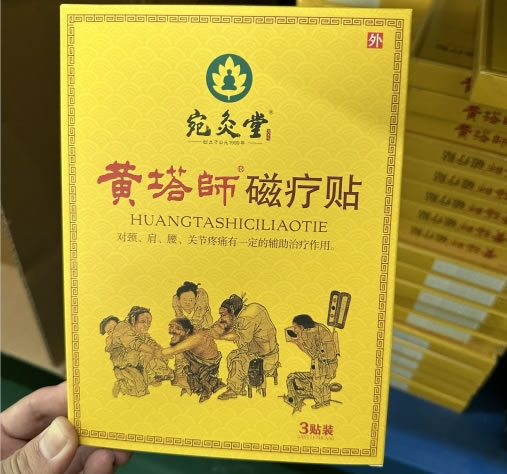 外
宛灸堂®
黄塔師®磁疗贴
HUANGTASHICILIAOTIE
对颈、肩、腰、关节疼痛有一定的辅助治疗作用。
3贴装